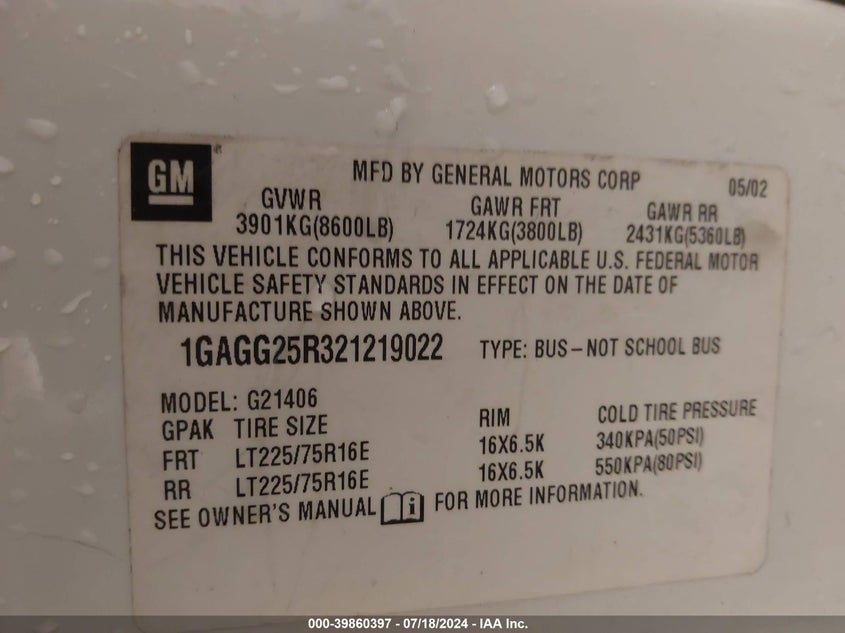 GM®
MFD BY GENERAL MOTORS CORP 05/02
GVWR GAWR FRT GAWR RR
3901KG(8600LB) 1724KG(3800LB) 2431KG(5360LB)
THIS VEHICLE CONFORMS TO ALL APPLICABLE U.S. FEDERAL MOTOR
VEHICLE SAFETY STANDARDS IN EFFECT ON THE DATE OF
MANUFACTURE SHOWN ABOVE.
1GAGG25R321219022 TYPE: BUS–NOT SCHOOL BUS
MODEL: G21406
GPAK TIRE SIZE RIM COLD TIRE PRESSURE
FRT LT225/75R16E 16X6.5K 340KPA(50PSI)
RR LT225/75R16E 16X6.5K 550KPA(80PSI)
SEE OWNER'S MANUAL i FOR MORE INFORMATION.
000-39860397 - 07/18/2024 - IAA Inc.